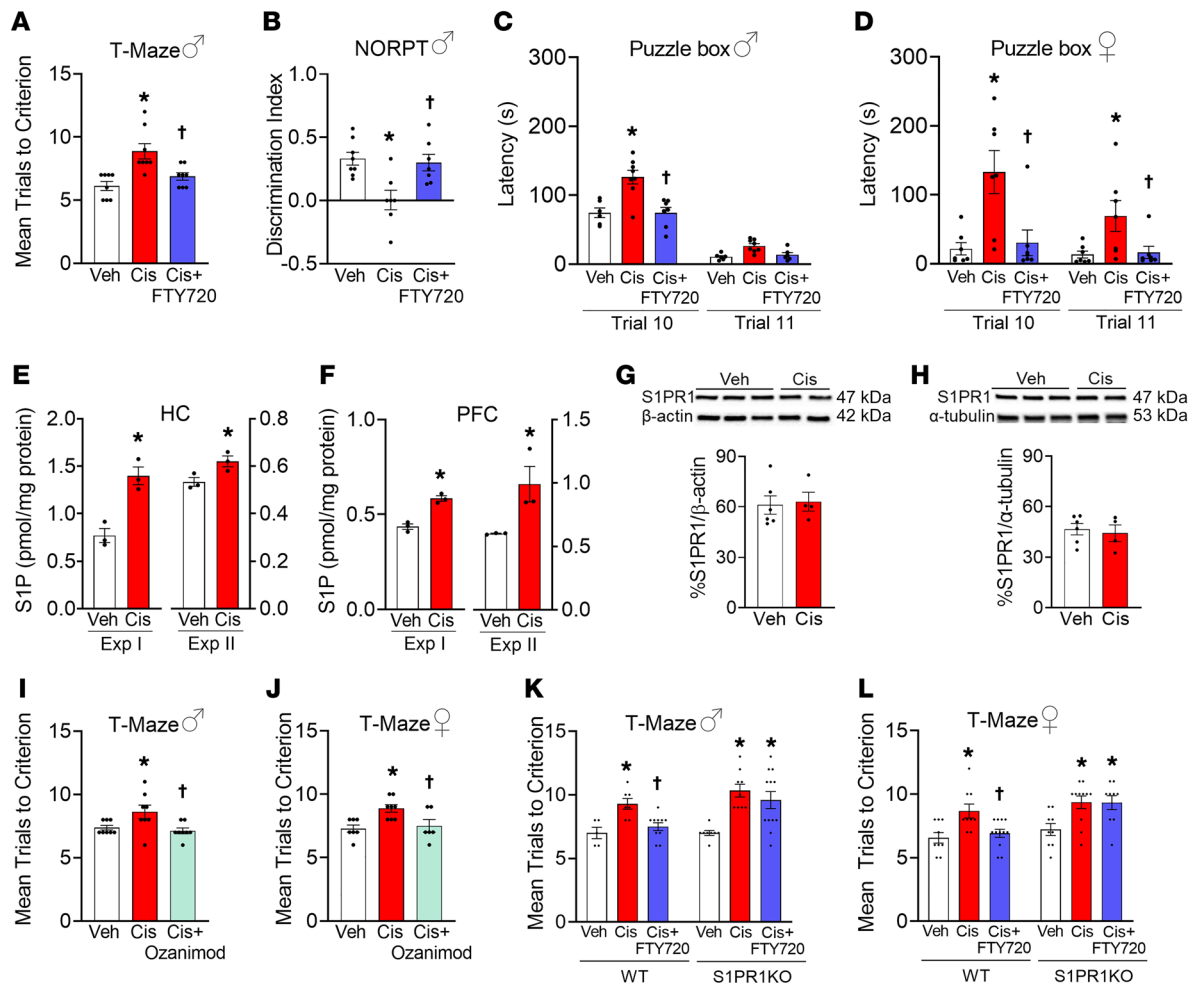 A
T-Maze ♂
Mean Trials to Criterion
15
10
5
0
*
†
Veh Cis Cis+
FTY720
B
NORPT ♂
Discrimination Index
1.0
0.5
0.0
-0.5
*
†
Veh Cis Cis+
FTY720
C
Puzzle box ♂
Latency (s)
300
200
100
0
*
†
Veh Cis Cis+ Veh Cis Cis+
FTY720 FTY720
Trial 10 Trial 11
D
Puzzle box ♀
Latency (s)
300
200
100
0
*
†
*
†
Veh Cis Cis+ Veh Cis Cis+
FTY720 FTY720
Trial 10 Trial 11
E
HC
S1P (pmol/mg protein)
2.0
1.5
1.0
0.5
0.0
* *
0.8
0.6
0.4
0.2
0.0
Veh Cis Veh Cis
Exp I Exp II
F
PFC
S1P (pmol/mg protein)
1.0
0.5
0.0
* *
1.5
1.0
0.5
0.0
Veh Cis Veh Cis
Exp I Exp II
G
Veh Cis
S1PR1 47 kDa
β-actin 42 kDa
%S1PR1/β-actin
90
60
30
0
Veh Cis
H
Veh Cis
S1PR1 47 kDa
α-tubulin 53 kDa
%S1PR1/α-tubulin
90
60
30
0
Veh Cis
I
T-Maze ♂
Mean Trials to Criterion
15
10
5
0
*
†
Veh Cis Cis+
Ozanimod
J
T-Maze ♀
Mean Trials to Criterion
15
10
5
0
*
†
Veh Cis Cis+
Ozanimod
K
T-Maze ♂
Mean Trials to Criterion
15
10
5
0
*
†
* *
Veh Cis Cis+ Veh Cis Cis+
FTY720 FTY720
WT S1PR1KO
L
T-Maze ♀
Mean Trials to Criterion
15
10
5
0
*
†
* *
Veh Cis Cis+ Veh Cis Cis+
FTY720 FTY720
WT S1PR1KO